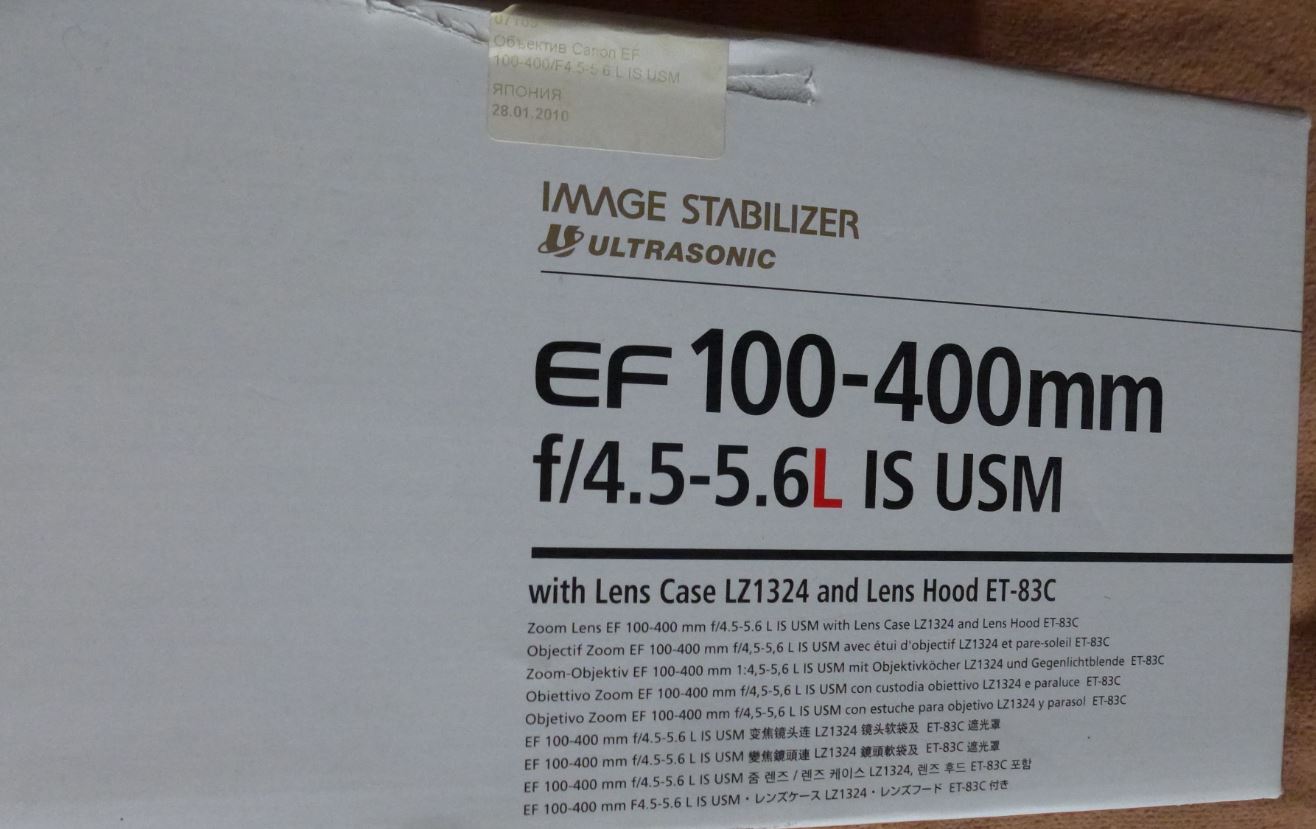 07103
Объектив Canon EF
100-400/F4.5-5.6 L IS USM
ЯПОНИЯ
28.01.2010
IMAGE STABILIZER
ULTRASONIC
EF 100-400mm
f/4.5-5.6L IS USM
with Lens Case LZ1324 and Lens Hood ET-83C
Zoom Lens EF 100-400 mm f/4.5-5.6 L IS USM with Lens Case LZ1324 and Lens Hood ET-83C
Objectif Zoom EF 100-400 mm f/4,5-5,6 L IS USM avec étui d'objectif LZ1324 et pare-soleil ET-83C
Zoom-Objektiv EF 100-400 mm 1:4,5-5,6 L IS USM mit Objektivköcher LZ1324 und Gegenlichtblende ET-83C
Obiettivo Zoom EF 100-400 mm f/4,5-5,6 L IS USM con custodia obiettivo LZ1324 e paraluce ET-83C
Objetivo Zoom EF 100-400 mm f/4,5-5,6 L IS USM con estuche para objetivo LZ1324 y parasol ET-83C
EF 100-400 mm f/4.5-5.6 L IS USM 变焦镜头连 LZ1324 镜头软袋及 ET-83C 遮光罩
EF 100-400 mm f/4.5-5.6 L IS USM 變焦鏡頭連 LZ1324 鏡頭軟袋及 ET-83C 遮光罩
EF 100-400 mm f/4.5-5.6 L IS USM 줌 렌즈 / 렌즈 케이스 LZ1324, 렌즈 후드 ET-83C 포함
EF 100-400 mm F4.5-5.6 L IS USM・レンズケース LZ1324・レンズフード ET-83C 付き